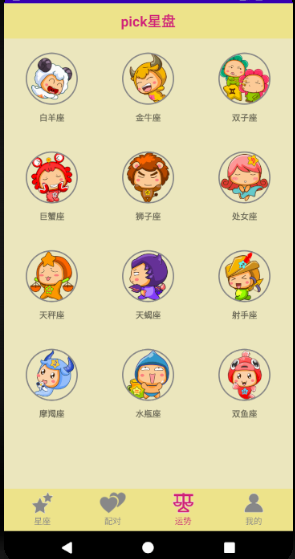 pick星盘
白羊座 金牛座 双子座
巨蟹座 狮子座 处女座
天秤座 天蝎座 射手座
摩羯座 水瓶座 双鱼座
星座 配对 运势 我的